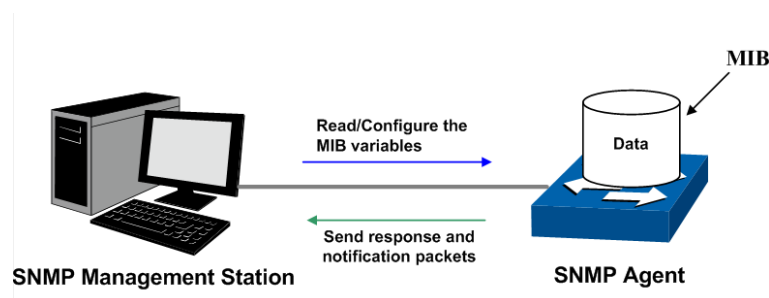 MIB
Read/Configure the
MIB variables
Data
Send response and
notification packets
SNMP Management Station
SNMP Agent